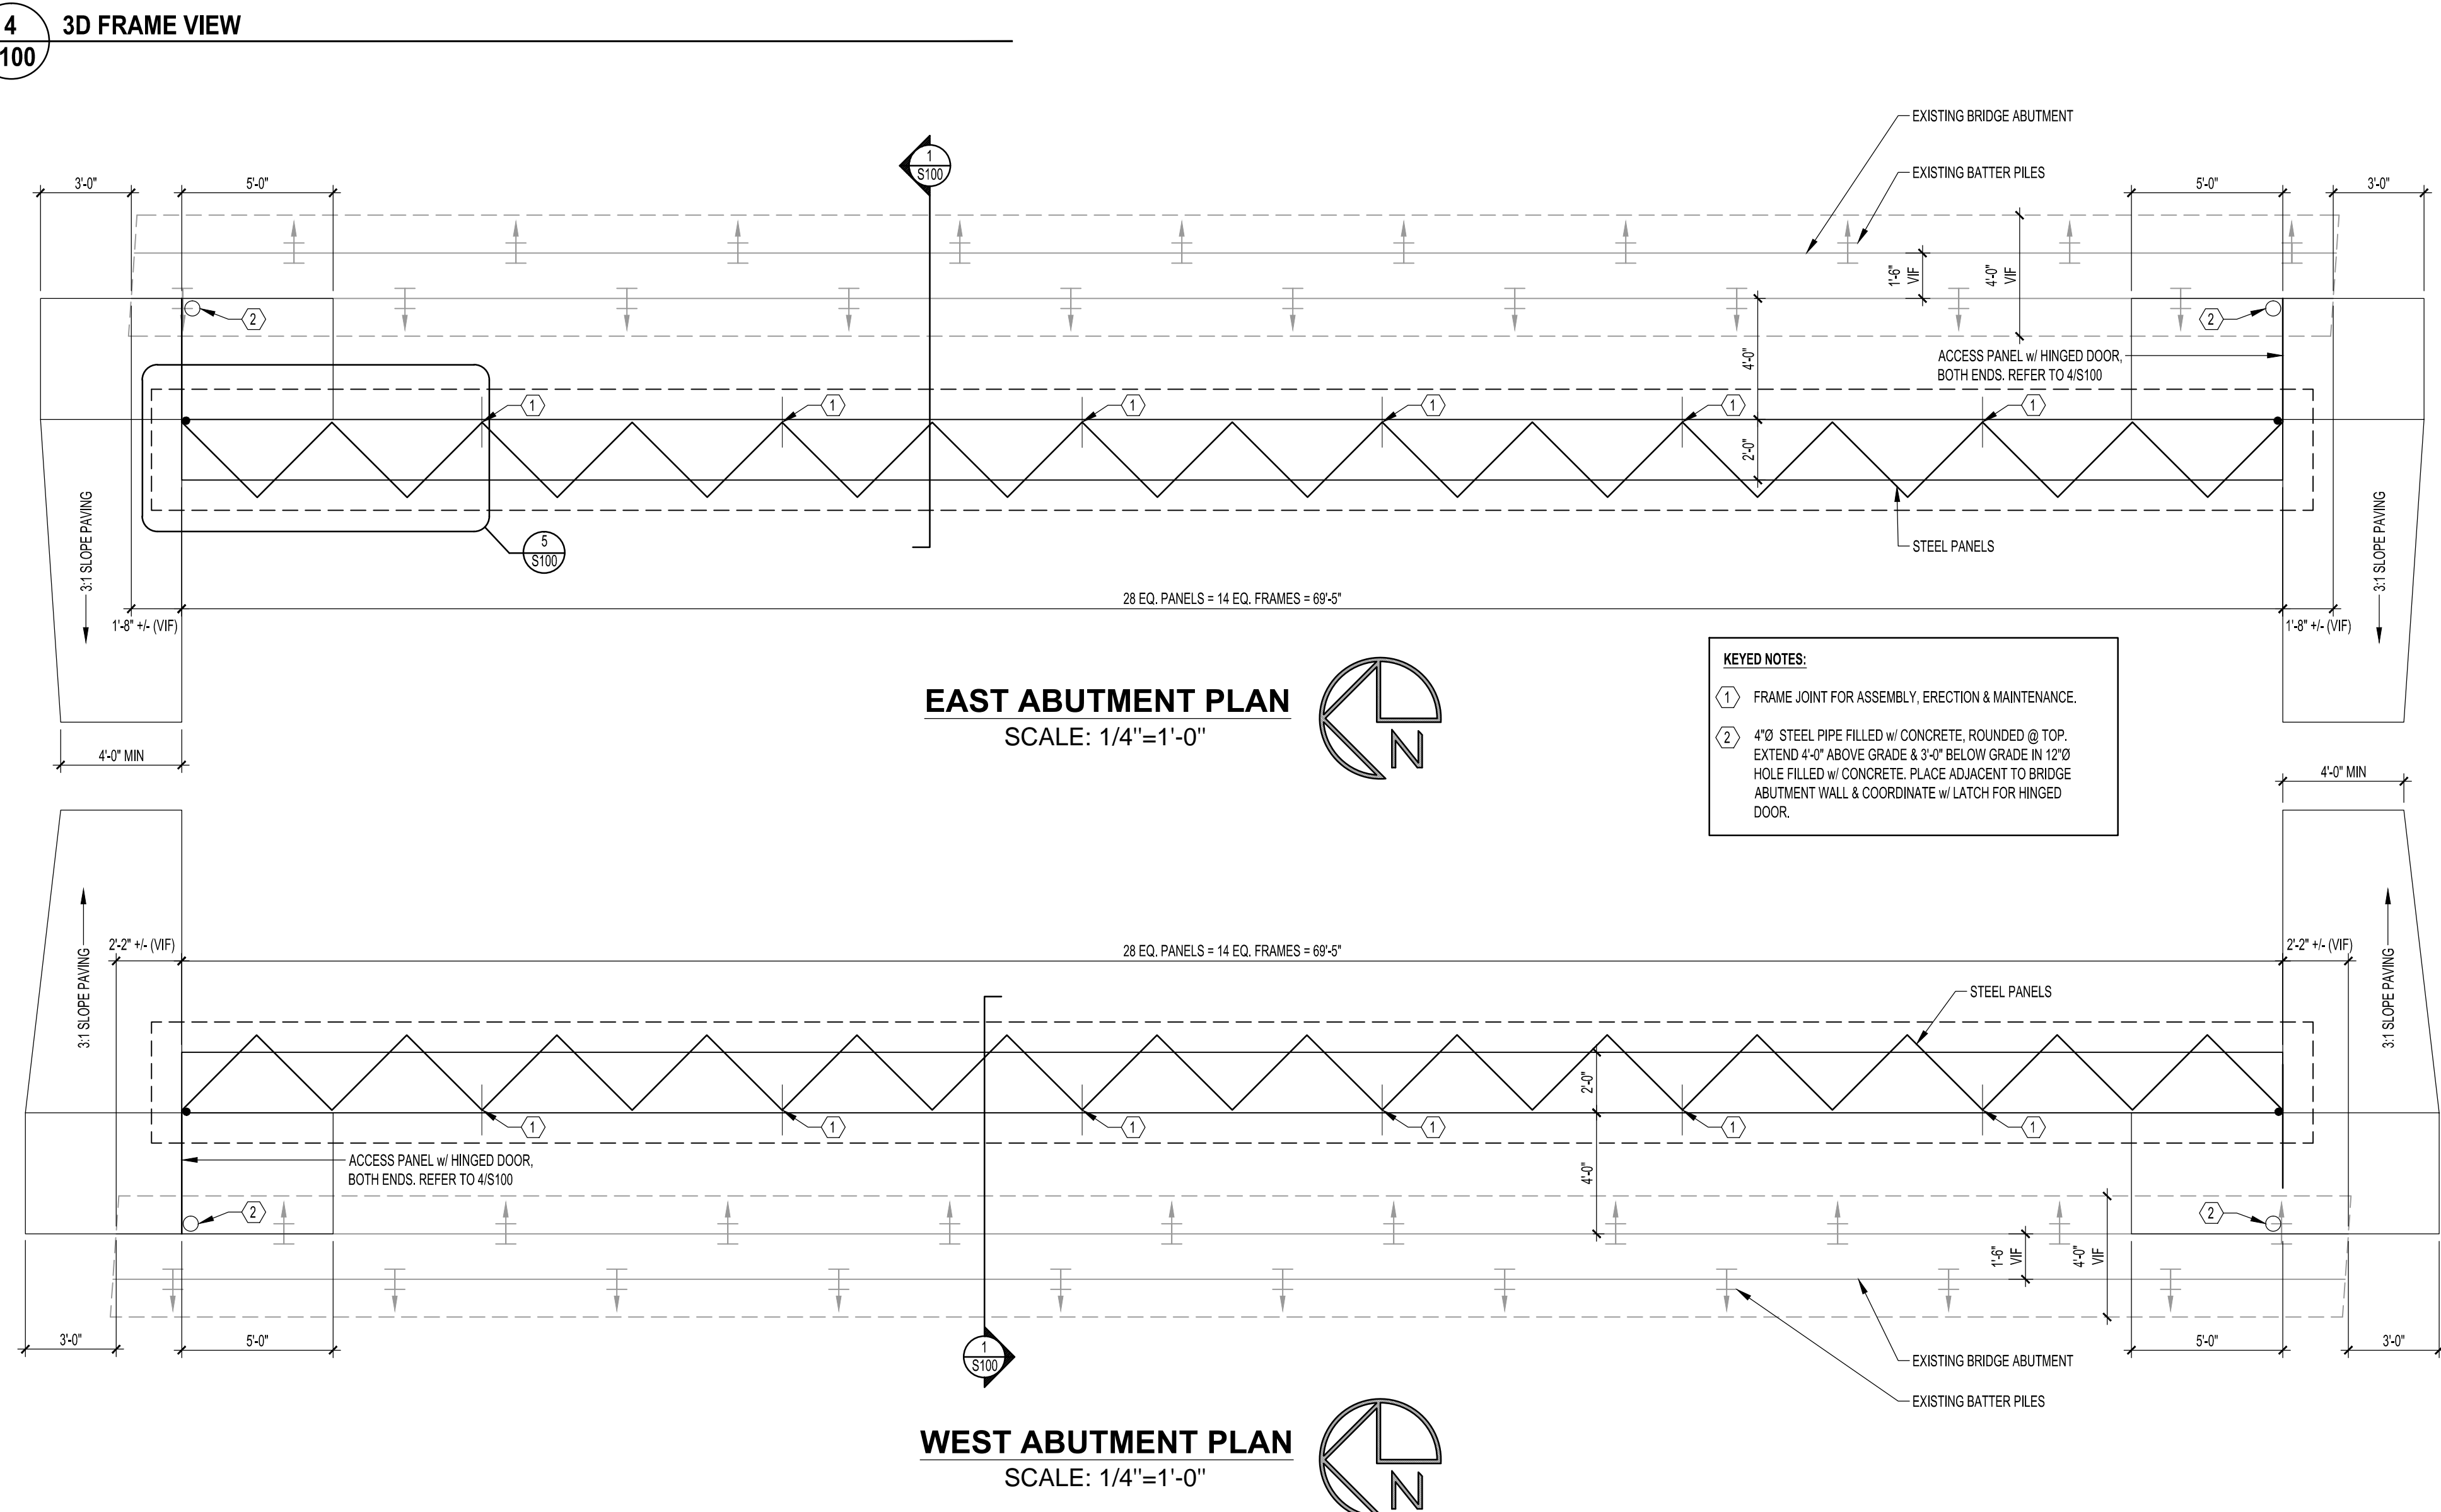 4
100
3D FRAME VIEW
EXISTING BRIDGE ABUTMENT
EXISTING BATTER PILES
1
S100
3'-0"
5'-0"
5'-0"
3'-0"
1'-6"
VIF
4'-0"
VIF
2
2
4'-0"
ACCESS PANEL w/ HINGED DOOR,
BOTH ENDS. REFER TO 4/S100
1
1
1
1
1
1
2'-0"
3:1 SLOPE PAVING
3:1 SLOPE PAVING
5
S100
STEEL PANELS
28 EQ. PANELS = 14 EQ. FRAMES = 69'-5"
1'-8" +/- (VIF)
1'-8" +/- (VIF)
EAST ABUTMENT PLAN
SCALE: 1/4"=1'-0"
N
KEYED NOTES:
1 FRAME JOINT FOR ASSEMBLY, ERECTION & MAINTENANCE.
2 4"Ø STEEL PIPE FILLED w/ CONCRETE, ROUNDED @ TOP.
EXTEND 4'-0" ABOVE GRADE & 3'-0" BELOW GRADE IN 12"Ø
HOLE FILLED w/ CONCRETE. PLACE ADJACENT TO BRIDGE
ABUTMENT WALL & COORDINATE w/ LATCH FOR HINGED
DOOR.
4'-0" MIN
4'-0" MIN
2'-2" +/- (VIF)
28 EQ. PANELS = 14 EQ. FRAMES = 69'-5"
2'-2" +/- (VIF)
3:1 SLOPE PAVING
3:1 SLOPE PAVING
STEEL PANELS
2'-0"
1
1
1
1
1
1
ACCESS PANEL w/ HINGED DOOR,
BOTH ENDS. REFER TO 4/S100
4'-0"
2
2
1'-6"
VIF
4'-0"
VIF
3'-0"
5'-0"
5'-0"
3'-0"
1
S100
EXISTING BRIDGE ABUTMENT
EXISTING BATTER PILES
WEST ABUTMENT PLAN
SCALE: 1/4"=1'-0"
N